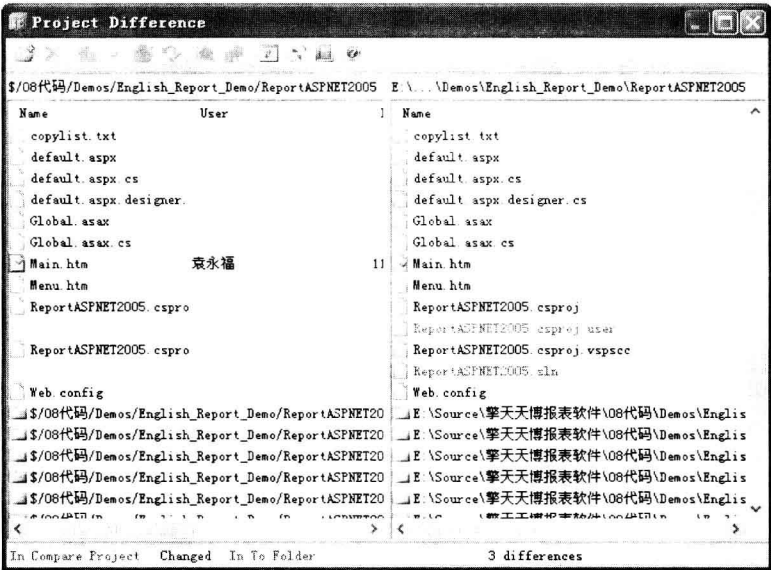 Project Difference
$/08代码/Demos/English_Report_Demo/ReportASPNET2005 E:\...\Demos\English_Report_Demo\ReportASPNET2005
Name User Name
copylist.txt copylist.txt
default.aspx default.aspx
default.aspx.cs default.aspx.cs
default.aspx.designer. default.aspx.designer.cs
Global.asax Global.asax
Global.asax.cs Global.asax.cs
Main.htm 袁永福 11 Main.htm
Menu.htm Menu.htm
ReportASPNET2005.cspro ReportASPNET2005.csproj
ReportASPNET2005.csproj.user
ReportASPNET2005.cspro ReportASPNET2005.csproj.vspscc
ReportASPNET2005.sln
Web.config Web.config
$/08代码/Demos/English_Report_Demo/ReportASPNET20 E:\Source\擎天天博报表软件\08代码\Demos\Englis
$/08代码/Demos/English_Report_Demo/ReportASPNET20 E:\Source\擎天天博报表软件\08代码\Demos\Englis
$/08代码/Demos/English_Report_Demo/ReportASPNET20 E:\Source\擎天天博报表软件\08代码\Demos\Englis
$/08代码/Demos/English_Report_Demo/ReportASPNET20 E:\Source\擎天天博报表软件\08代码\Demos\Englis
$/08代码/Demos/English_Report_Demo/ReportASPNET20 E:\Source\擎天天博报表软件\08代码\Demos\Englis
In Compare Project Changed In To Folder 3 differences